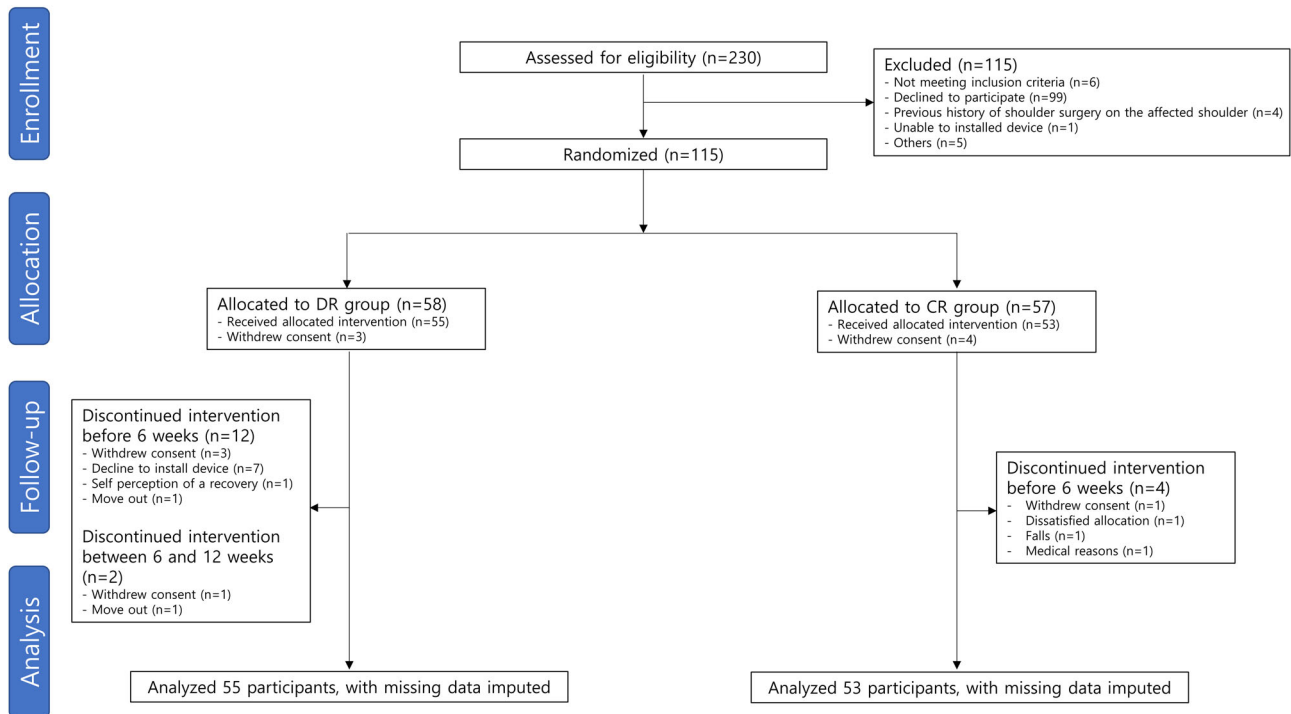 Enrollment
Assessed for eligibility (n=230)
Excluded (n=115)
- Not meeting inclusion criteria (n=6)
- Declined to participate (n=99)
- Previous history of shoulder surgery on the affected shoulder (n=4)
- Unable to installed device (n=1)
- Others (n=5)
Randomized (n=115)
Allocation
Allocated to DR group (n=58)
- Received allocated intervention (n=55)
- Withdrew consent (n=3)
Allocated to CR group (n=57)
- Received allocated intervention (n=53)
- Withdrew consent (n=4)
Follow-up
Discontinued intervention
before 6 weeks (n=12)
- Withdrew consent (n=3)
- Decline to install device (n=7)
- Self perception of a recovery (n=1)
- Move out (n=1)
Discontinued intervention
between 6 and 12 weeks
(n=2)
- Withdrew consent (n=1)
- Move out (n=1)
Discontinued intervention
before 6 weeks (n=4)
- Withdrew consent (n=1)
- Dissatisfied allocation (n=1)
- Falls (n=1)
- Medical reasons (n=1)
Analysis
Analyzed 55 participants, with missing data imputed
Analyzed 53 participants, with missing data imputed